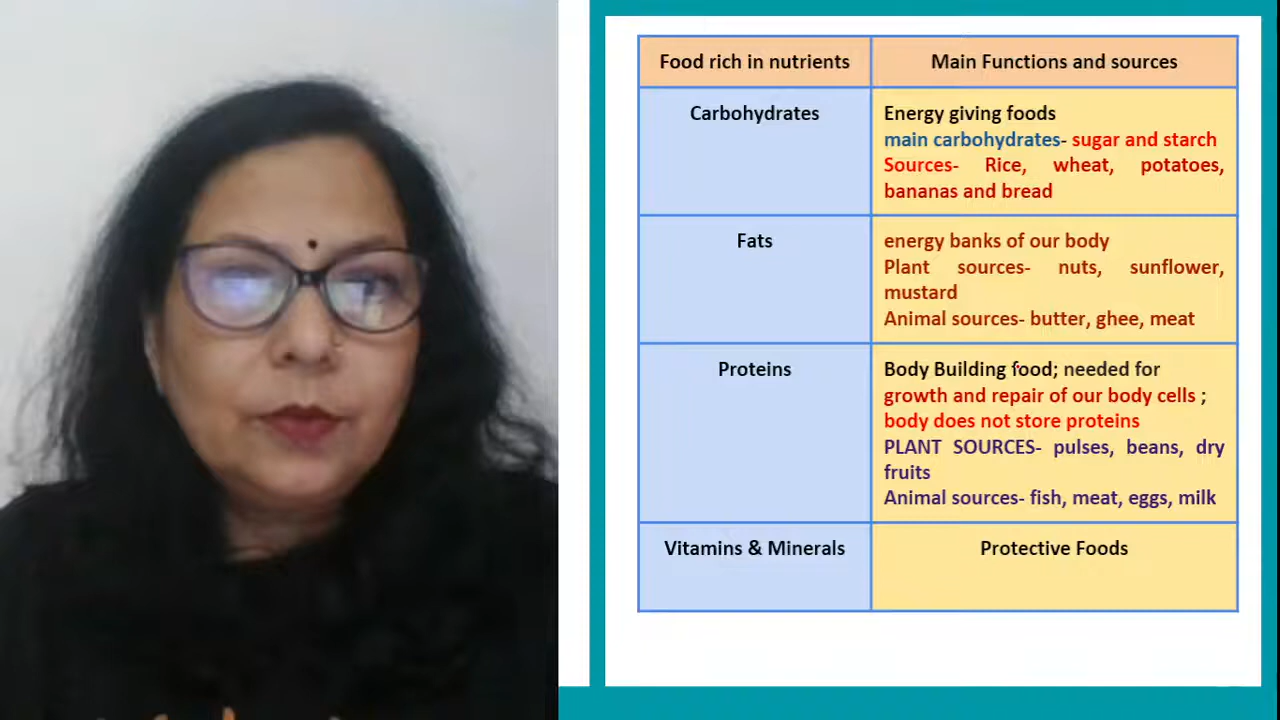 Food rich in nutrients
Main Functions and sources
Carbohydrates
Energy giving foods
main carbohydrates- sugar and starch
Sources- Rice, wheat, potatoes,
bananas and bread
Fats
energy banks of our body
Plant sources- nuts, sunflower,
mustard
Animal sources- butter, ghee, meat
Proteins
Body Building food; needed for
growth and repair of our body cells ;
body does not store proteins
PLANT SOURCES- pulses, beans, dry
fruits
Animal sources- fish, meat, eggs, milk
Vitamins & Minerals
Protective Foods